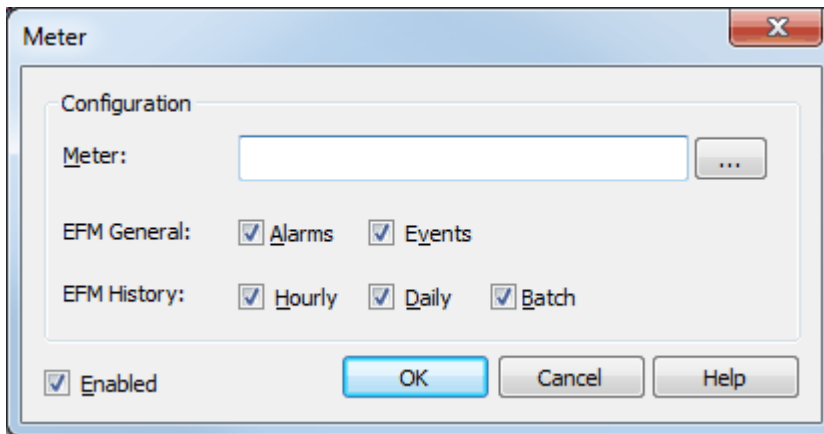 Meter
Configuration
Meter: ...
EFM General: Alarms Events
EFM History: Hourly Daily Batch
Enabled OK Cancel Help